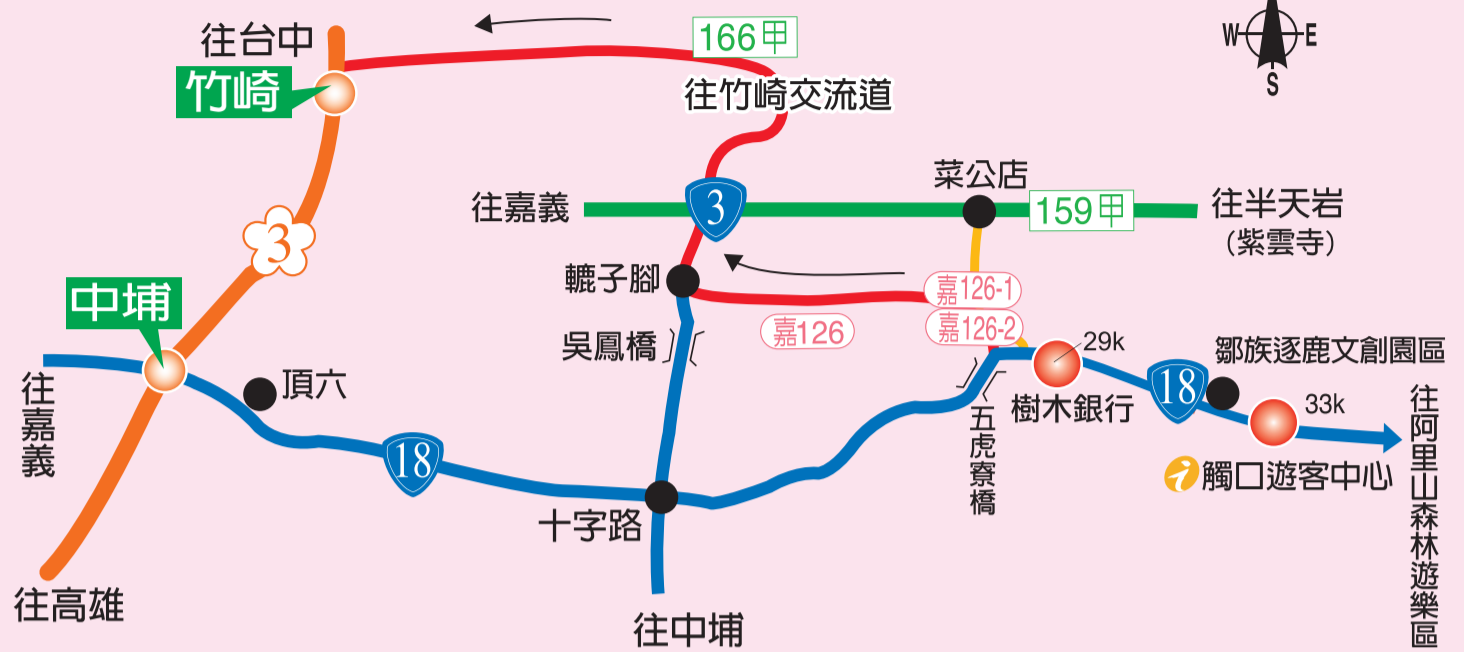 往台中
166甲
W
E
S
竹崎
往竹崎交流道
菜公店
往嘉義
3
159甲
往半天岩
(紫雲寺)
3
轆子腳
嘉126-1
中埔
嘉126
嘉126-2
吳鳳橋
29k
鄒族逐鹿文創園區
往嘉義
頂六
樹木銀行
18
33k
往阿里山森林遊樂區
五虎寮橋
18
觸口遊客中心
十字路
往高雄
往中埔